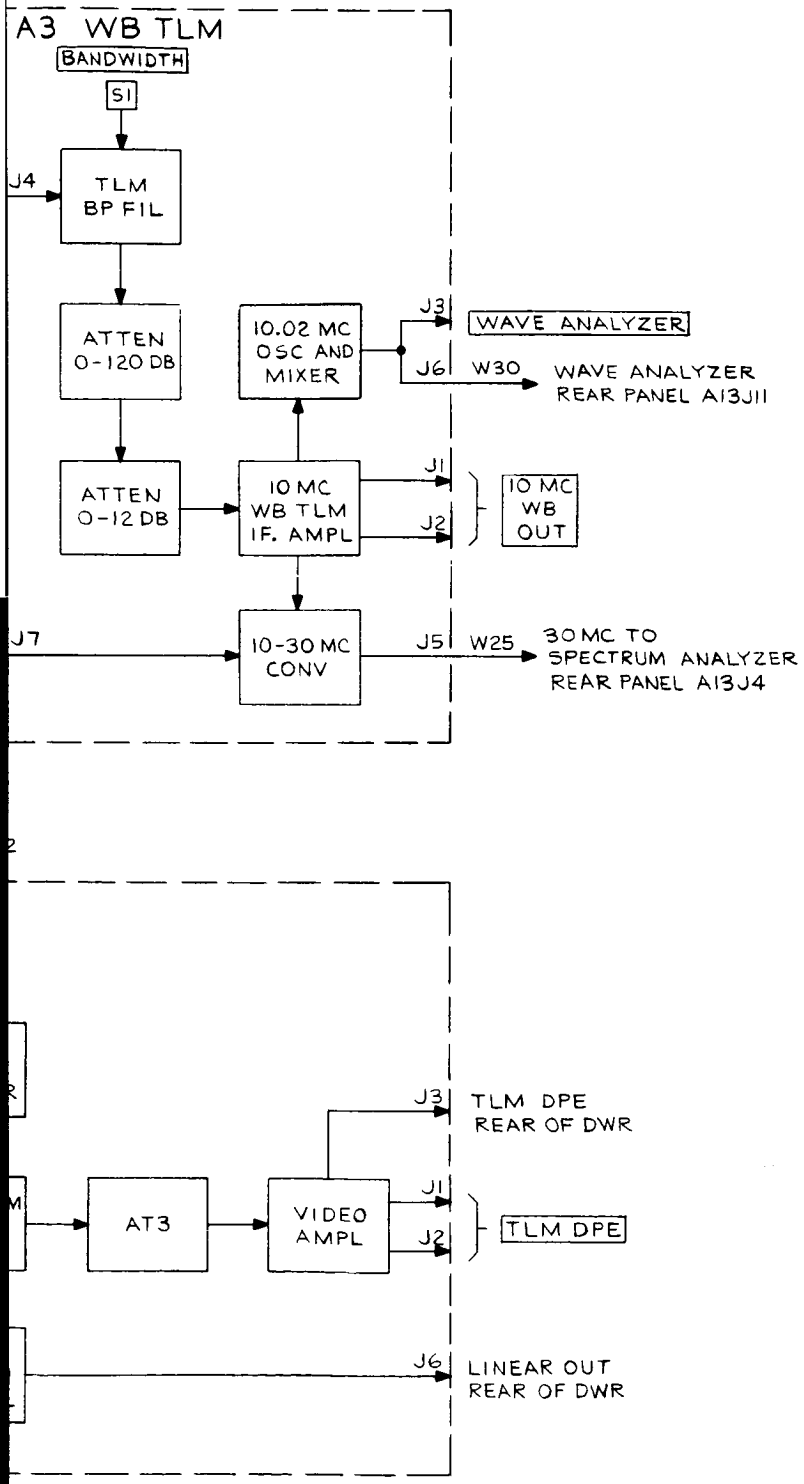 A3 WB TLM
BANDWIDTH
S1
J4
TLM
BP FIL
ATTEN
0-120 DB
10.02 MC
OSC AND
MIXER
J3
WAVE ANALYZER
J6
W30
WAVE ANALYZER
REAR PANEL A13J11
ATTEN
0-12 DB
10 MC
WB TLM
I.F. AMPL
J1
J2
10 MC
WB
OUT
J7
10-30 MC
CONV
J5
W25
30 MC TO
SPECTRUM ANALYZER
REAR PANEL A13J4
2
R
J3
TLM DPE
REAR OF DWR
M
AT3
VIDEO
AMPL
J1
J2
TLM DPE
J6
LINEAR OUT
REAR OF DWR